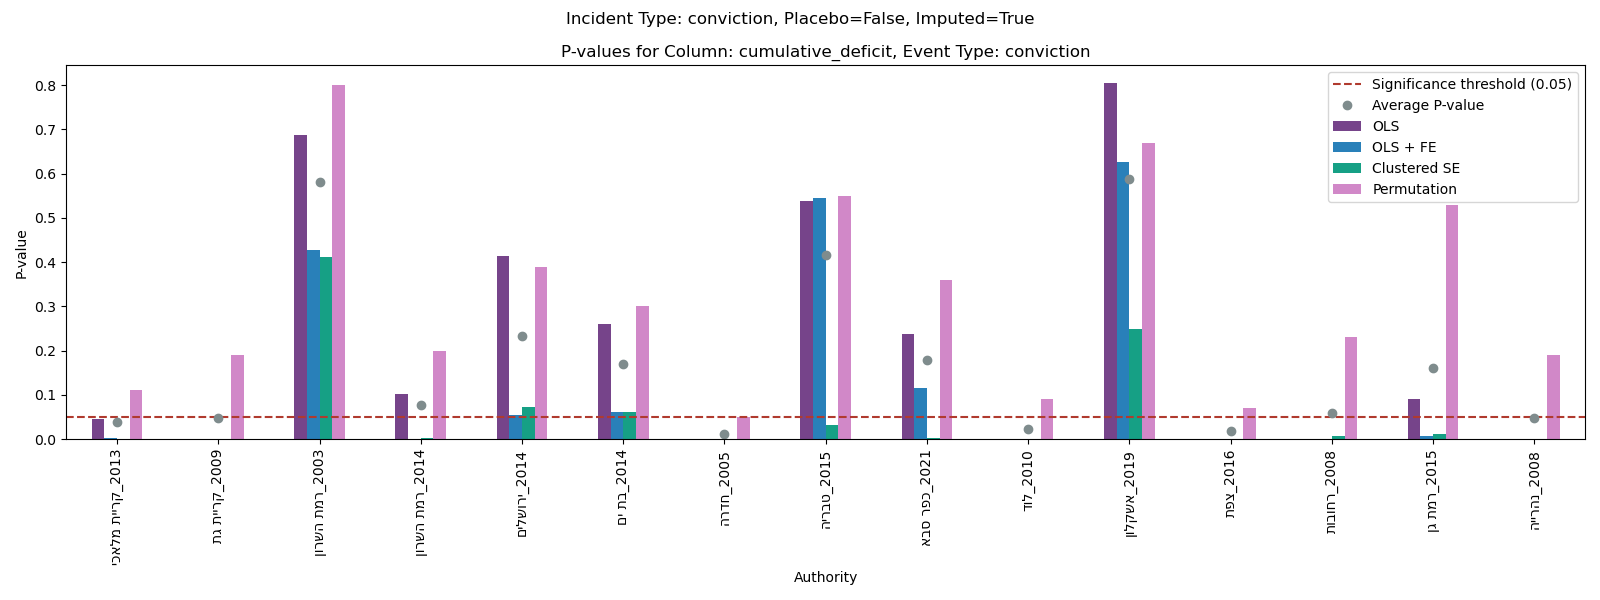 Incident Type: conviction, Placebo=False, Imputed=True
P-values for Column: cumulative_deficit, Event Type: conviction
P-value
0.8
0.7
0.6
0.5
0.4
0.3
0.2
0.1
0.0
Significance threshold (0.05)
Average P-value
OLS
OLS + FE
Clustered SE
Permutation
קריית מלאכי_2013
קריית גת_2009
רמת השרון_2003
רמת השרון_2014
ירושלים_2014
בת ים_2014
חדרה_2005
טבריה_2015
כפר סבא_2021
לוד_2010
אשקלון_2019
צפת_2016
רחובות_2008
רמת גן_2015
נהרייה_2008
Authority